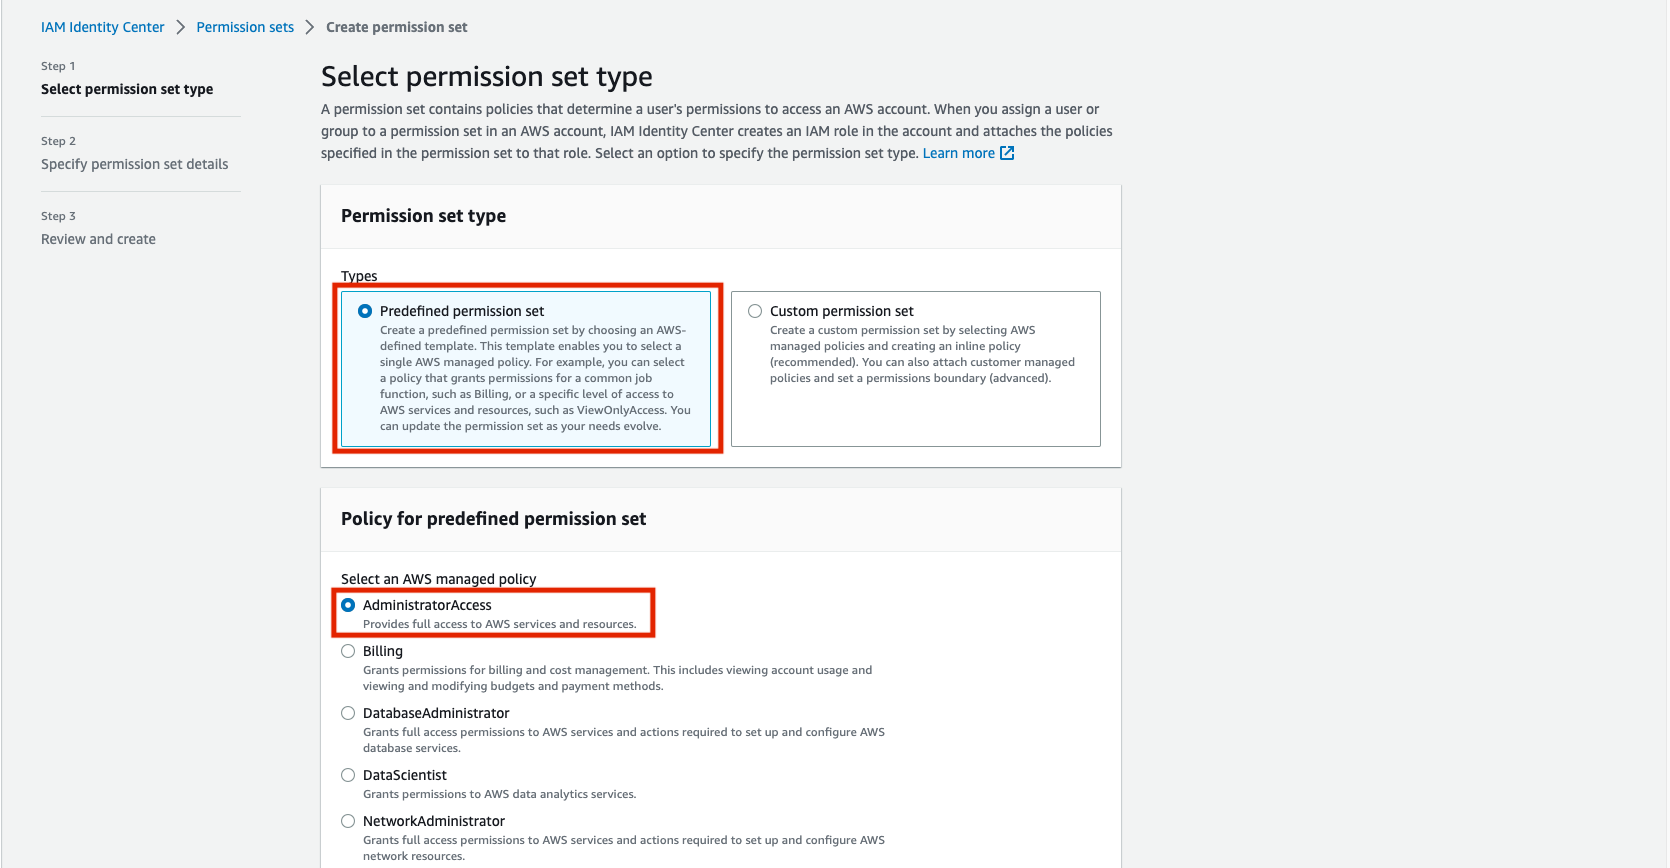 IAM Identity Center > Permission sets > Create permission set
Step 1
Select permission set type
Step 2
Specify permission set details
Step 3
Review and create
Select permission set type
A permission set contains policies that determine a user's permissions to access an AWS account. When you assign a user or
group to a permission set in an AWS account, IAM Identity Center creates an IAM role in the account and attaches the policies
specified in the permission set to that role. Select an option to specify the permission set type. Learn more
Permission set type
Types
Predefined permission set
Create a predefined permission set by choosing an AWS-
defined template. This template enables you to select a
single AWS managed policy. For example, you can select
a policy that grants permissions for a common job
function, such as Billing, or a specific level of access to
AWS services and resources, such as ViewOnlyAccess. You
can update the permission set as your needs evolve.
Custom permission set
Create a custom permission set by selecting AWS
managed policies and creating an inline policy
(recommended). You can also attach customer managed
policies and set a permissions boundary (advanced).
Policy for predefined permission set
Select an AWS managed policy
AdministratorAccess
Provides full access to AWS services and resources.
Billing
Grants permissions for billing and cost management. This includes viewing account usage and
viewing and modifying budgets and payment methods.
DatabaseAdministrator
Grants full access permissions to AWS services and actions required to set up and configure AWS
database services.
DataScientist
Grants permissions to AWS data analytics services.
NetworkAdministrator
Grants full access permissions to AWS services and actions required to set up and configure AWS
network resources.